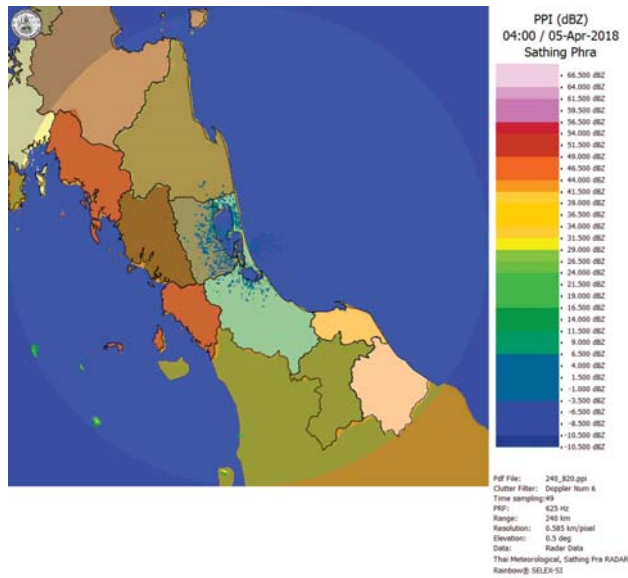 PPI (dBZ)
04:00 / 05-Apr-2018
Sathing Phra
66.500 dBZ
64.000 dBZ
61.500 dBZ
59.500 dBZ
56.500 dBZ
54.000 dBZ
51.500 dBZ
49.000 dBZ
46.500 dBZ
44.000 dBZ
41.500 dBZ
39.000 dBZ
36.500 dBZ
34.000 dBZ
31.500 dBZ
29.000 dBZ
26.500 dBZ
24.000 dBZ
21.500 dBZ
19.000 dBZ
16.500 dBZ
14.000 dBZ
11.500 dBZ
9.000 dBZ
6.500 dBZ
4.000 dBZ
1.500 dBZ
-1.000 dBZ
-3.500 dBZ
-6.500 dBZ
-8.500 dBZ
-10.500 dBZ
Pdf File: 240_820.ppi
Clutter Filter: Doppler Num 6
Time sampling:49
PRF: 625 Hz
Range: 240 km
Resolution: 0.585 km/pixel
Elevation: 0.5 deg
Data: Radar Data
Thai Meteorological, Sathing Pra RADAR
Rainbow® SELEX-SI